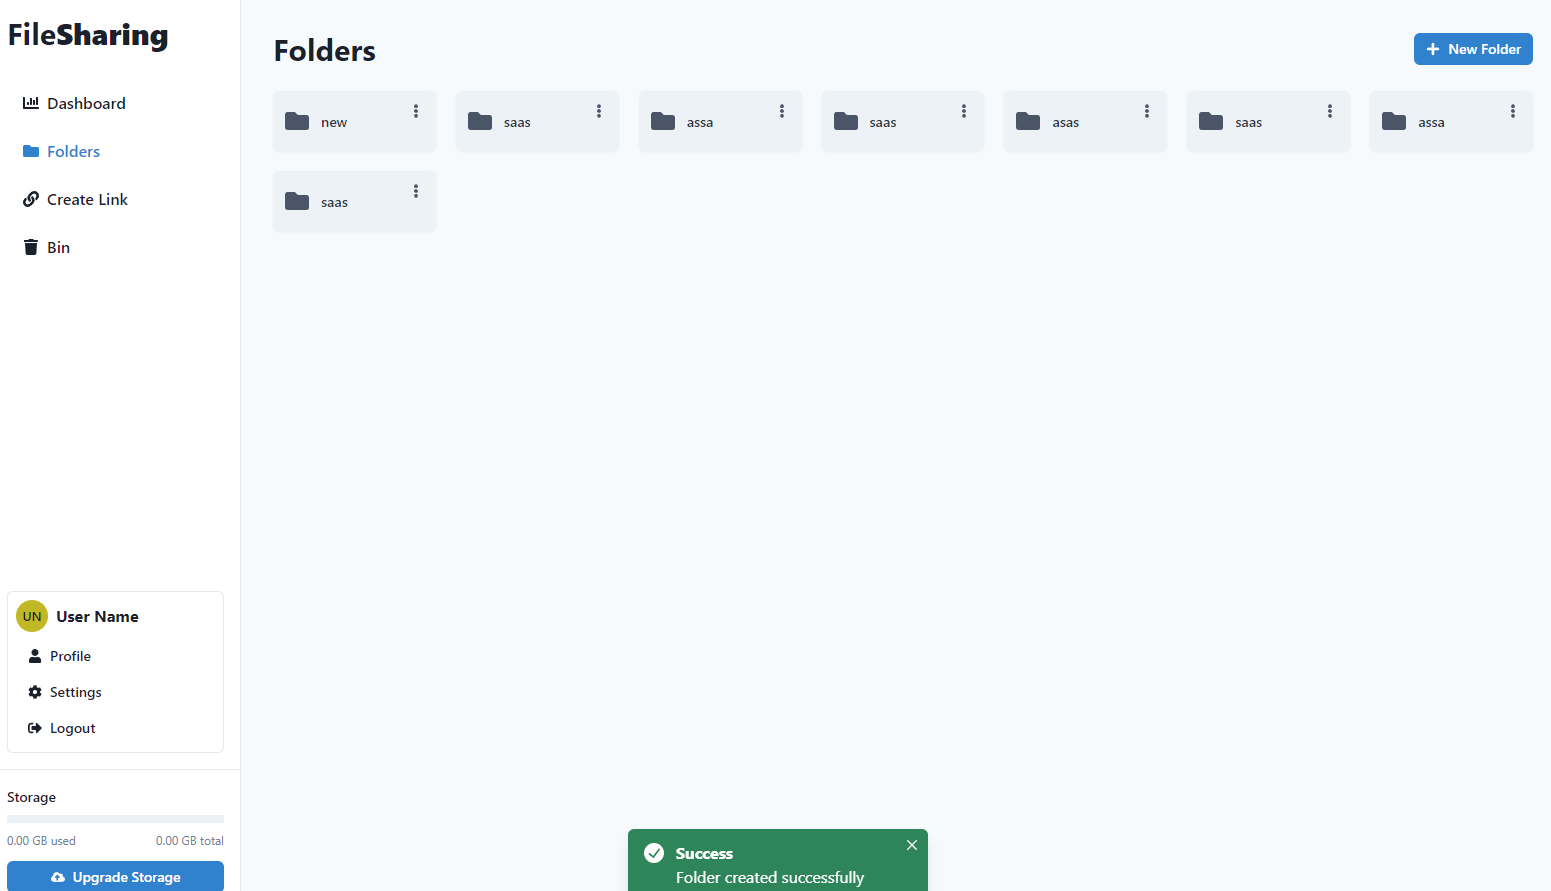 FileSharing
Dashboard
Folders
Create Link
Bin
User Name
UN
Profile
Settings
Logout
Storage
0.00 GB used
0.00 GB total
Upgrade Storage
Folders
New Folder
new
saas
assa
saas
asas
saas
assa
saas
Success
Folder created successfully